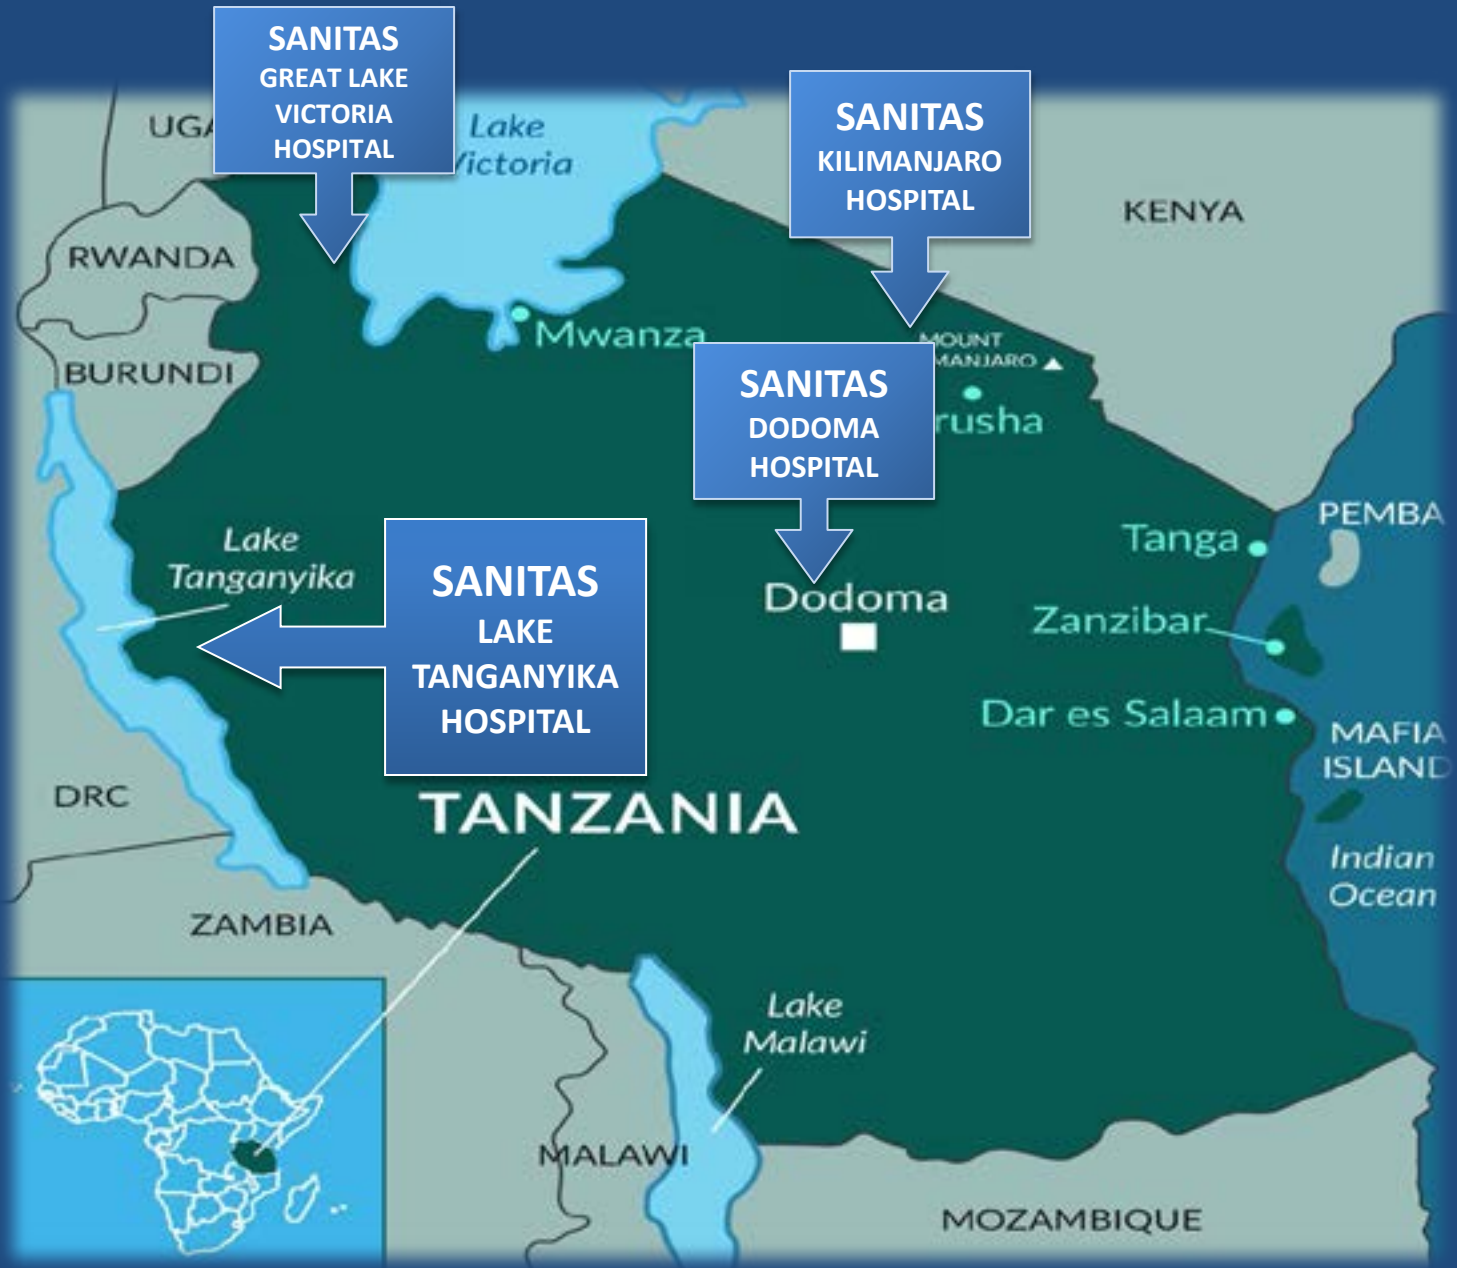 SANITAS
GREAT LAKE
VICTORIA
HOSPITAL
SANITAS
KILIMANJARO
HOSPITAL
Lake
Victoria
KENYA
RWANDA
Mwanza
MOUNT
BURUNDI
SANITAS
DODOMA
HOSPITAL
PEMBA
Tanga
Lake
Tanganyika
SANITAS
LAKE
TANGANYIKA
HOSPITAL
Dodoma
Zanzibar
Dar es Salaam
MAFIA
ISLAND
DRC
TANZANIA
Indian
Ocean
ZAMBIA
Lake
Malawi
MALAWI
MOZAMBIQUE